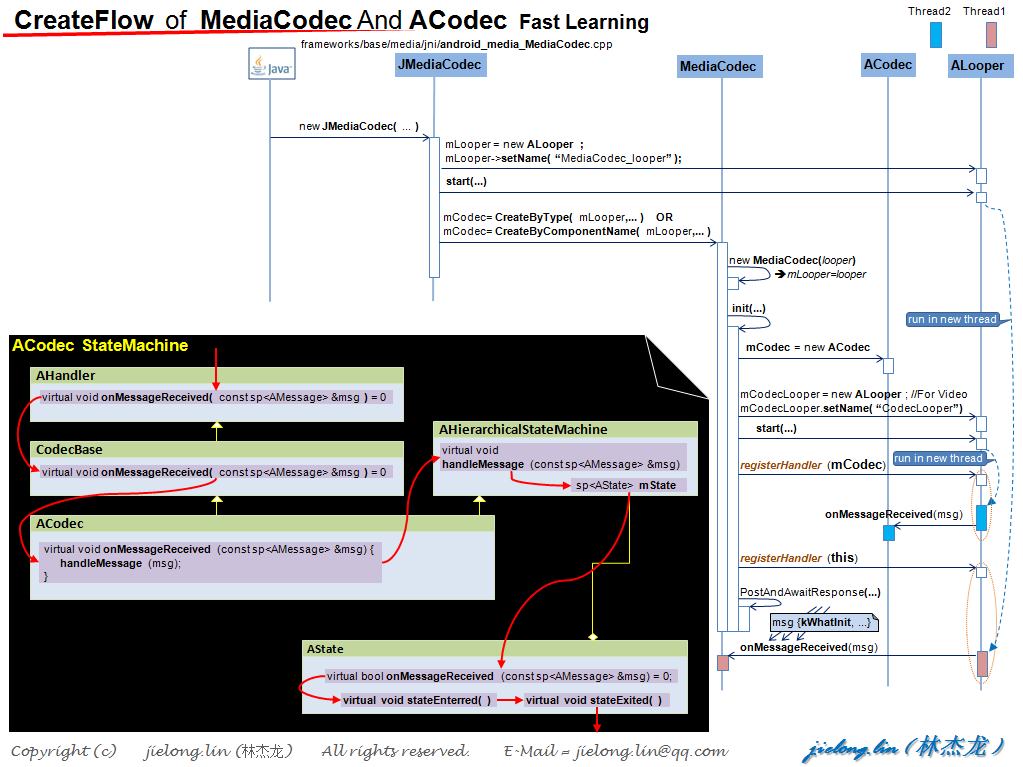 CreateFlow of MediaCodec And ACodec Fast Learning
frameworks/base/media/jni/android_media_MediaCodec.cpp
Thread2 Thread1
Java
JMediaCodec
MediaCodec
ACodec
ALooper
new JMediaCodec( ... )
mLooper = new ALooper ;
mLooper->setName( “MediaCodec_looper” );
start(...)
mCodec= CreateByType( mLooper,... ) OR
mCodec= CreateByComponentName( mLooper,... )
new MediaCodec(looper)
➔ mLooper=looper
init(...)
run in new thread
mCodec = new ACodec
mCodecLooper = new ALooper ; //For Video
mCodecLooper.setName( “CodecLooper”)
start(...)
run in new thread
registerHandler (mCodec)
onMessageReceived(msg)
registerHandler (this)
PostAndAwaitResponse(...)
msg {kWhatInit, ...}
onMessageReceived(msg)
ACodec StateMachine
AHandler
virtual void onMessageReceived( const sp<AMessage> &msg ) = 0
CodecBase
virtual void onMessageReceived( const sp<AMessage> &msg ) = 0
ACodec
virtual void onMessageReceived (const sp<AMessage> &msg) {
handleMessage (msg);
}
AHierarchicalStateMachine
virtual void
handleMessage (const sp<AMessage> &msg)
sp<AState> mState
AState
virtual bool onMessageReceived (const sp<AMessage> &msg) = 0;
virtual void stateEnterred( )
virtual void stateExited( )
Copyright (c) jielong.lin (林杰龙) All rights reserved. E-Mail = jielong.lin@qq.com
jielong.lin (林杰龙)